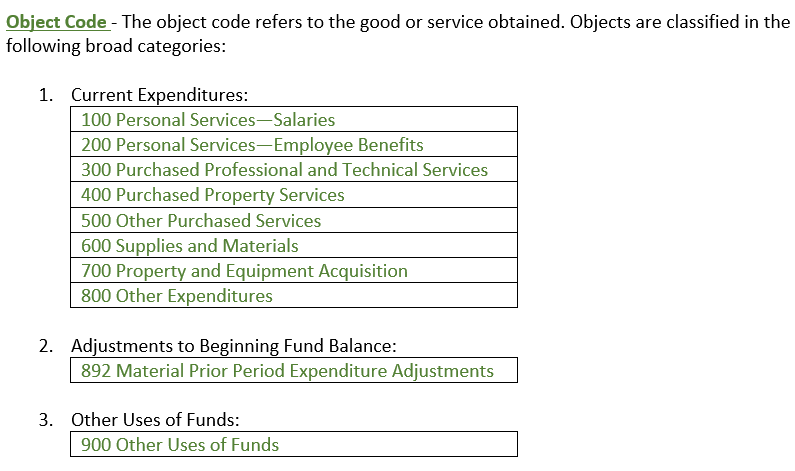 Object Code - The object code refers to the good or service obtained. Objects are classified in the
following broad categories:
1. Current Expenditures:
100 Personal Services—Salaries
200 Personal Services—Employee Benefits
300 Purchased Professional and Technical Services
400 Purchased Property Services
500 Other Purchased Services
600 Supplies and Materials
700 Property and Equipment Acquisition
800 Other Expenditures
2. Adjustments to Beginning Fund Balance:
892 Material Prior Period Expenditure Adjustments
3. Other Uses of Funds:
900 Other Uses of Funds